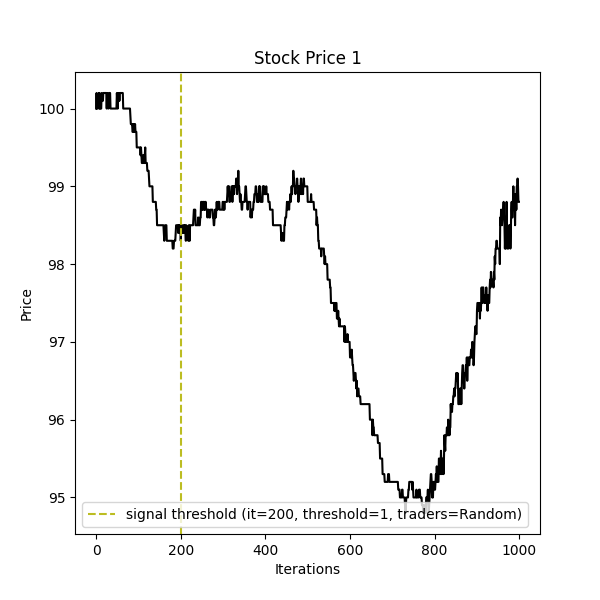 Stock Price 1
Price
100
99
98
97
96
95
signal threshold (it=200, threshold=1, traders=Random)
0 200 400 600 800 1000
Iterations